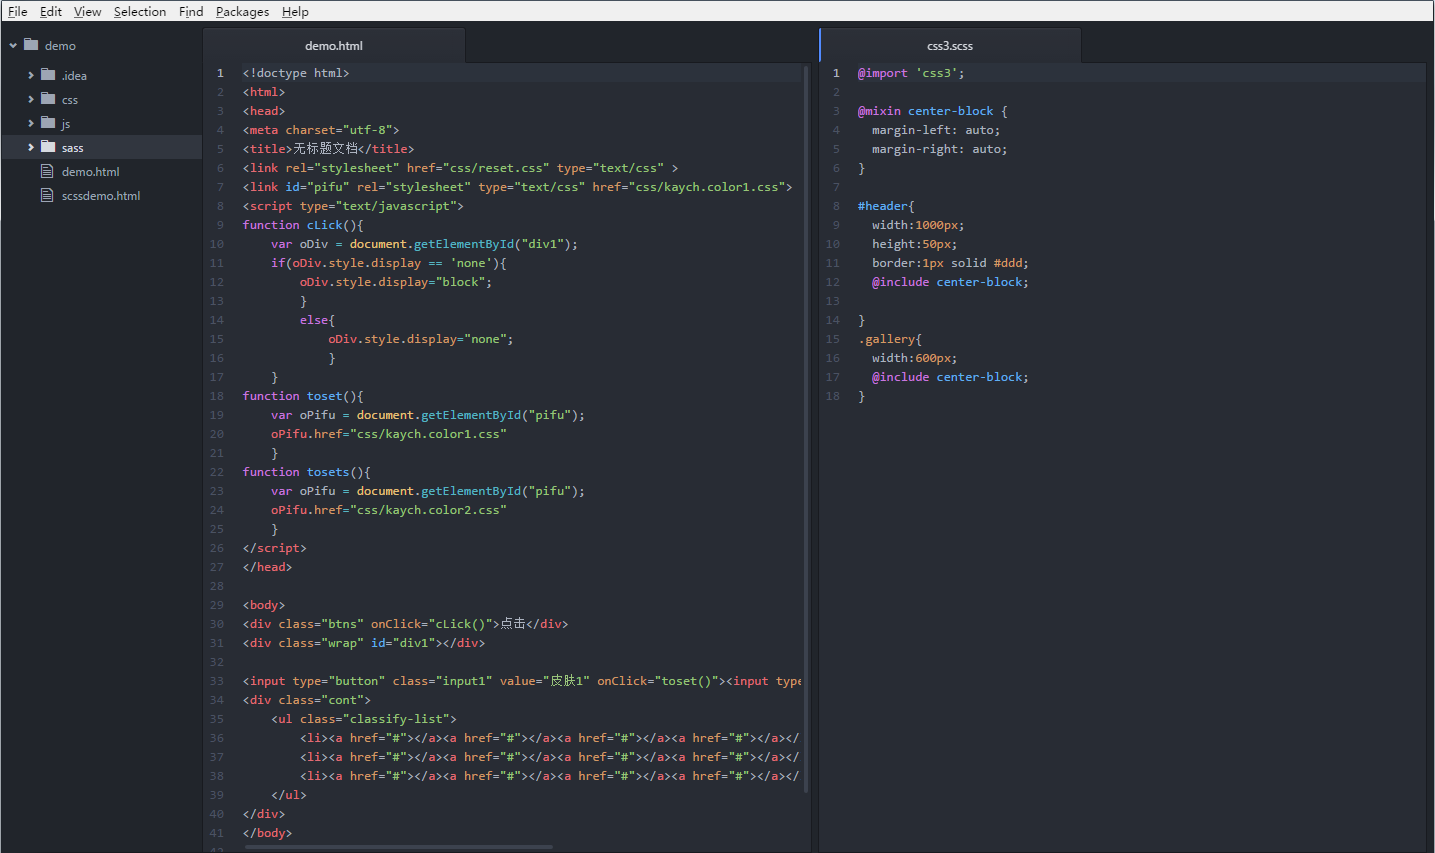 File Edit View Selection Find Packages Help
demo
.idea
css
js
sass
demo.html
scssdemo.html
demo.html
1 <!doctype html>
2 <html>
3 <head>
4 <meta charset="utf-8">
5 <title>无标题文档</title>
6 <link rel="stylesheet" href="css/reset.css" type="text/css" >
7 <link id="pifu" rel="stylesheet" type="text/css" href="css/kaych.color1.css">
8 <script type="text/javascript">
9 function cLick(){
10     var oDiv = document.getElementById("div1");
11     if(oDiv.style.display == 'none'){
12         oDiv.style.display="block";
13         }
14         else{
15             oDiv.style.display="none";
16             }
17     }
18 function toset(){
19     var oPifu = document.getElementById("pifu");
20     oPifu.href="css/kaych.color1.css"
21     }
22 function tosets(){
23     var oPifu = document.getElementById("pifu");
24     oPifu.href="css/kaych.color2.css"
25     }
26 </script>
27 </head>
28
29 <body>
30 <div class="btns" onClick="cLick()">点击</div>
31 <div class="wrap" id="div1"></div>
32
33 <input type="button" class="input1" value="皮肤1" onClick="toset()"><input type
34 <div class="cont">
35     <ul class="classify-list">
36         <li><a href="#"></a><a href="#"></a><a href="#"></a><a href="#"></a></
37         <li><a href="#"></a><a href="#"></a><a href="#"></a><a href="#"></a></
38         <li><a href="#"></a><a href="#"></a><a href="#"></a><a href="#"></a></
39     </ul>
40 </div>
41 </body>
css3.scss
1 @import 'css3';
2
3 @mixin center-block {
4   margin-left: auto;
5   margin-right: auto;
6 }
7
8 #header{
9   width:1000px;
10   height:50px;
11   border:1px solid #ddd;
12   @include center-block;
13
14 }
15 .gallery{
16   width:600px;
17   @include center-block;
18 }